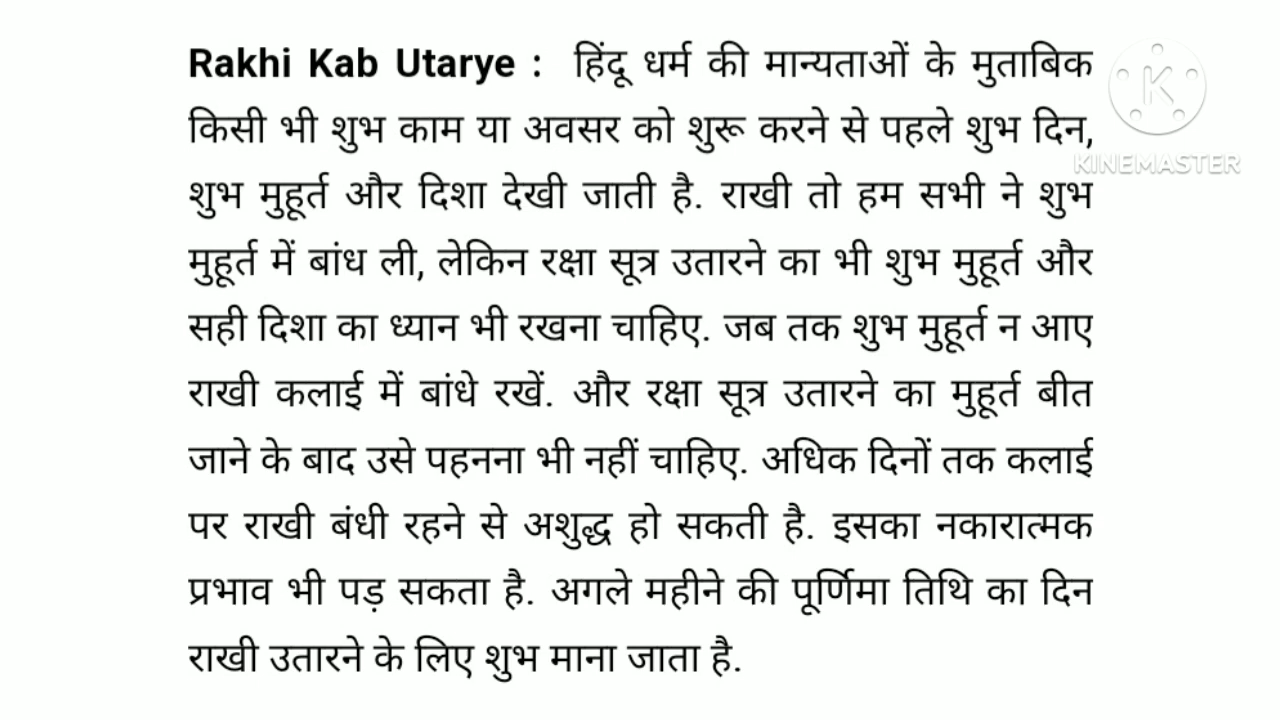 Rakhi Kab Utarye : हिंदू धर्म की मान्यताओं के मुताबिक
किसी भी शुभ काम या अवसर को शुरू करने से पहले शुभ दिन,
शुभ मुहूर्त और दिशा देखी जाती है. राखी तो हम सभी ने शुभ
मुहूर्त में बांध ली, लेकिन रक्षा सूत्र उतारने का भी शुभ मुहूर्त और
सही दिशा का ध्यान भी रखना चाहिए. जब तक शुभ मुहूर्त न आए
राखी कलाई में बांधे रखें. और रक्षा सूत्र उतारने का मुहूर्त बीत
जाने के बाद उसे पहनना भी नहीं चाहिए. अधिक दिनों तक कलाई
पर राखी बंधी रहने से अशुद्ध हो सकती है. इसका नकारात्मक
प्रभाव भी पड़ सकता है. अगले महीने की पूर्णिमा तिथि का दिन
राखी उतारने के लिए शुभ माना जाता है.
K
KINEMASTER